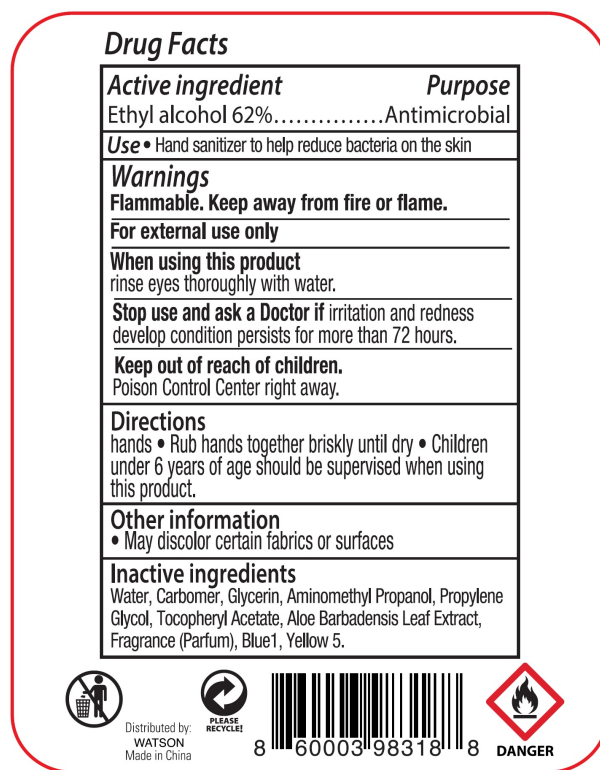 Drug Facts
Active ingredient Purpose
Ethyl alcohol 62%...............Antimicrobial
Use • Hand sanitizer to help reduce bacteria on the skin
Warnings
Flammable. Keep away from fire or flame.
For external use only
When using this product
rinse eyes thoroughly with water.
Stop use and ask a Doctor if irritation and redness
develop condition persists for more than 72 hours.
Keep out of reach of children.
Poison Control Center right away.
Directions
hands • Rub hands together briskly until dry • Children
under 6 years of age should be supervised when using
this product.
Other information
• May discolor certain fabrics or surfaces
Inactive ingredients
Water, Carbomer, Glycerin, Aminomethyl Propanol, Propylene
Glycol, Tocopheryl Acetate, Aloe Barbadensis Leaf Extract,
Fragrance (Parfum), Blue1, Yellow 5.
Distributed by:
WATSON
Made in China
PLEASE
RECYCLE!
8 60003 98318 8
DANGER